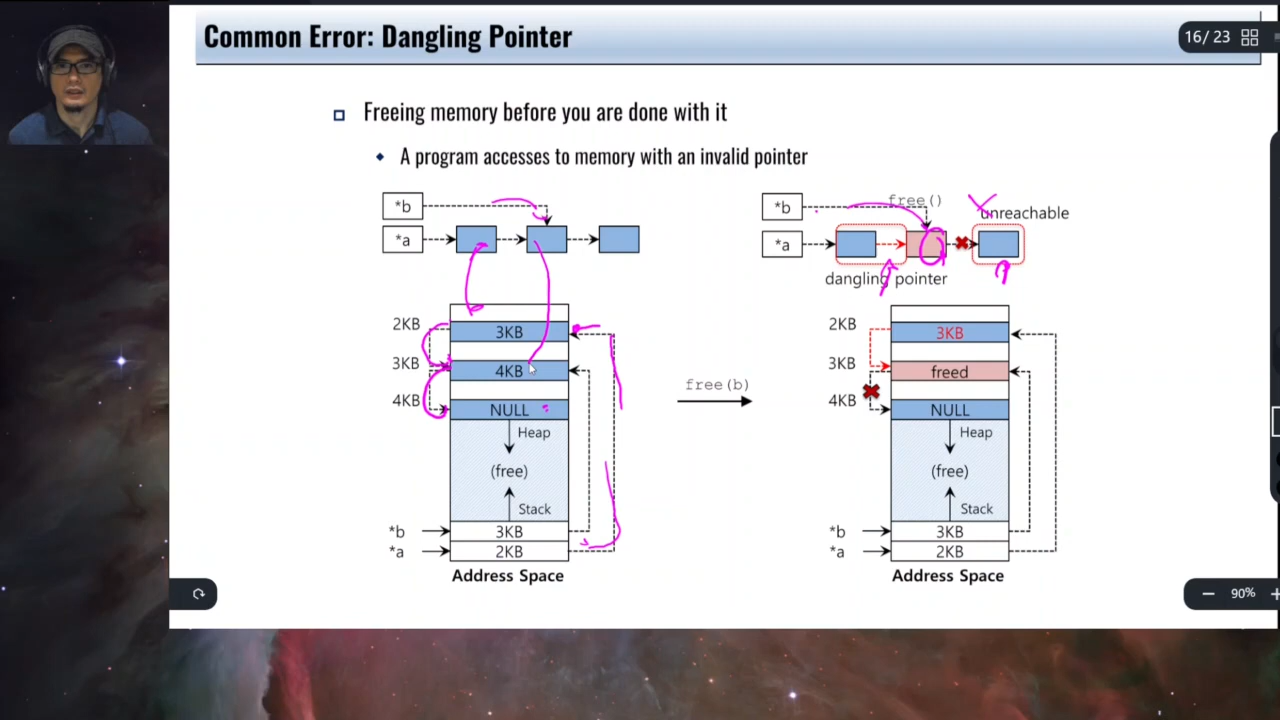 Common Error: Dangling Pointer
16/ 23
Freeing memory before you are done with it
A program accesses to memory with an invalid pointer
*b
*a
*b
free()
unreachable
*a
dangling pointer
2KB
3KB
3KB
4KB
4KB
NULL
Heap
(free)
Stack
*b
3KB
*a
2KB
Address Space
free(b)
2KB
3KB
3KB
freed
4KB
NULL
Heap
(free)
Stack
*b
3KB
*a
2KB
Address Space
90%